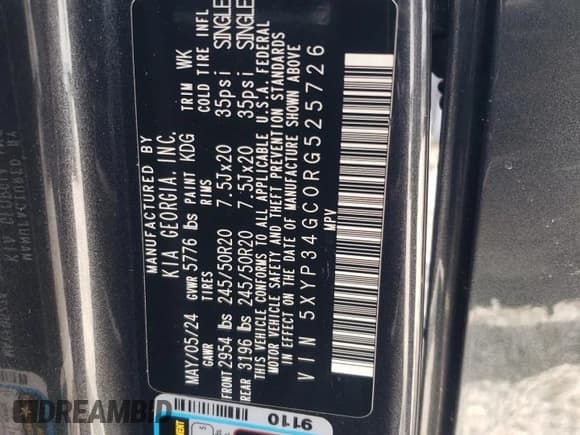 MANUFACTURED BY
KIA GEORGIA, INC.
MAY/05/24 GVWR 5776 lbs PAINT KDG TRIM WK
GAWR TIRES RIMS COLD TIRE INFL
FRONT 2954 lbs 245/50R20 7.5Jx20 35psi SINGLE
REAR 3196 lbs 245/50R20 7.5Jx20 35psi SINGLE
THIS VEHICLE CONFORMS TO ALL APPLICABLE U.S.A. FEDERAL
MOTOR VEHICLE SAFETY AND THEFT PREVENTION STANDARDS
IN EFFECT ON THE DATE OF MANUFACTURE SHOWN ABOVE
VIN 5XYP34GC0RG525726
MPV
9110
DREAMBID